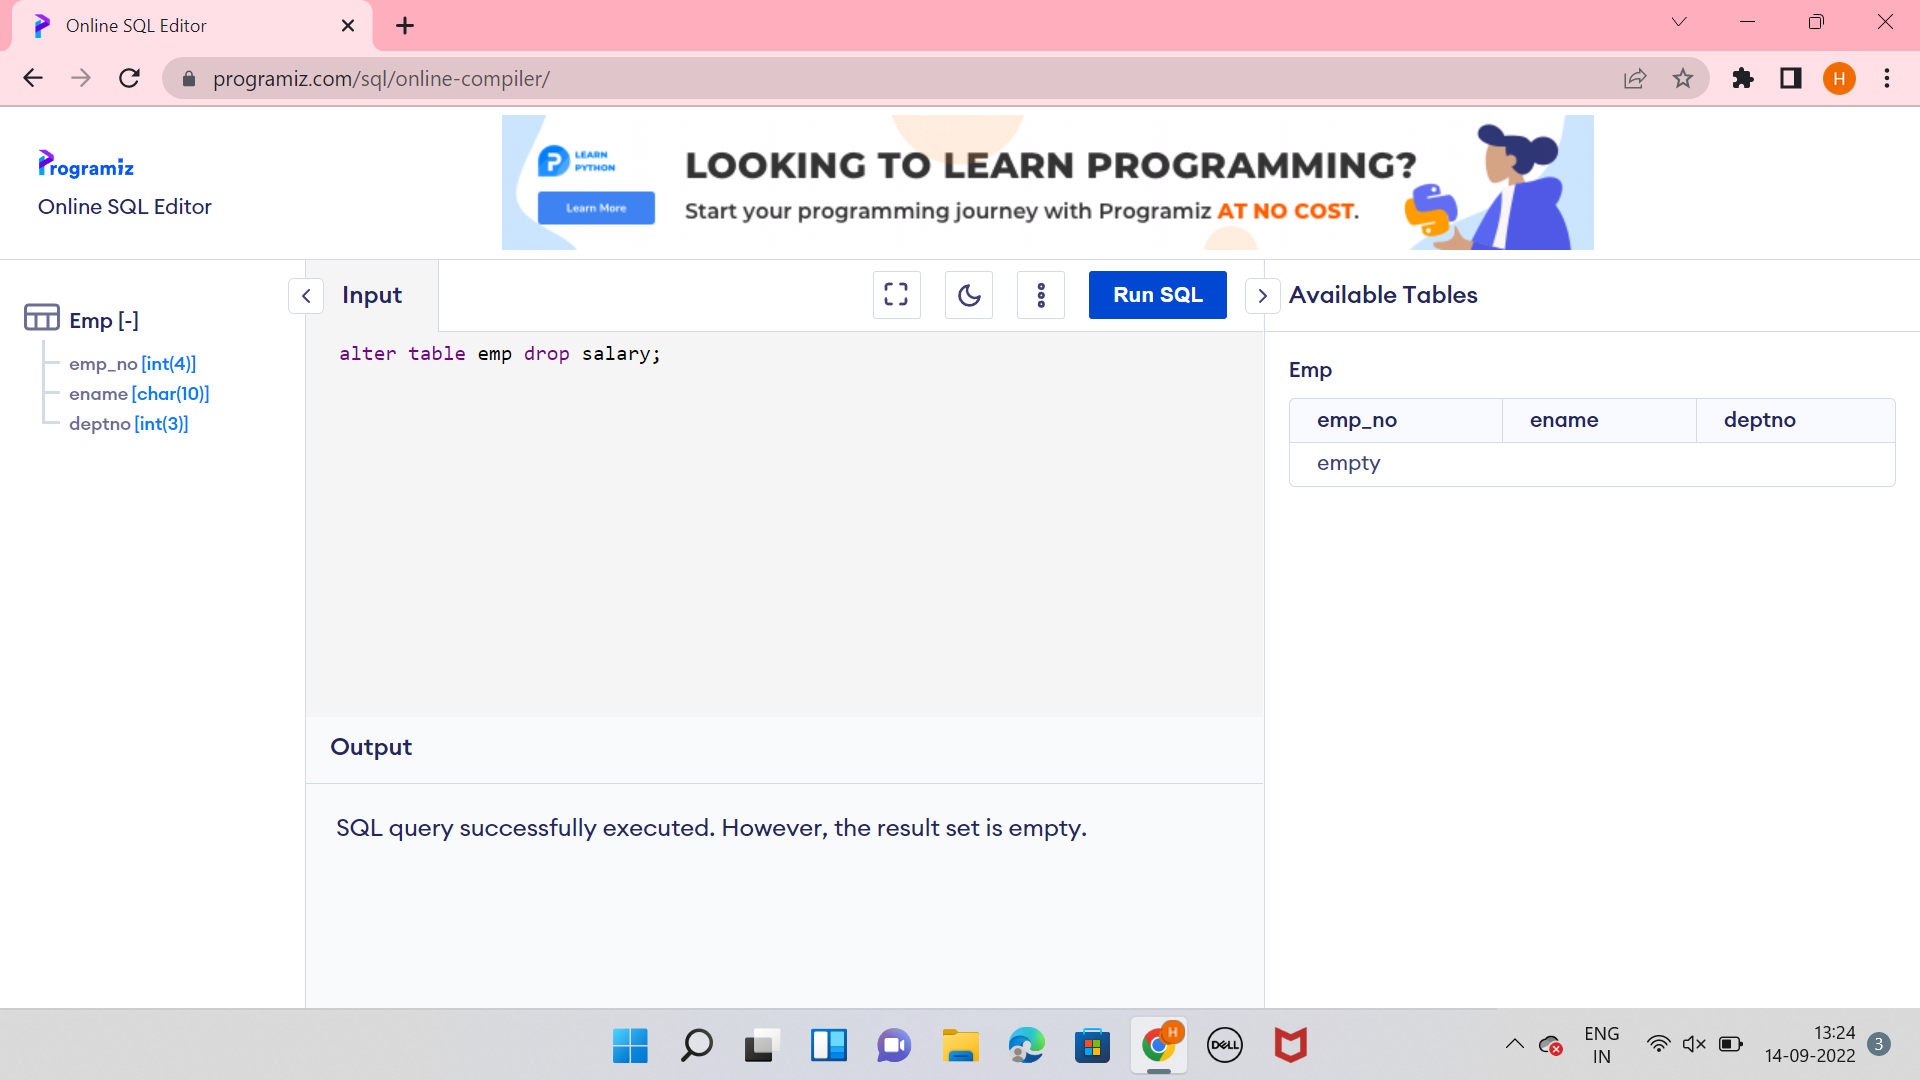 Online SQL Editor
programiz.com/sql/online-compiler/
H
Programiz
Online SQL Editor
LEARN
PYTHON
Learn More
LOOKING TO LEARN PROGRAMMING?
Start your programming journey with Programiz AT NO COST.
Emp [-]
emp_no [int(4)]
ename [char(10)]
deptno [int(3)]
Input
Run SQL
alter table emp drop salary;
Output
SQL query successfully executed. However, the result set is empty.
Available Tables
Emp
emp_no ename deptno
empty
H
DELL
ENG
IN
13:24
14-09-2022
3